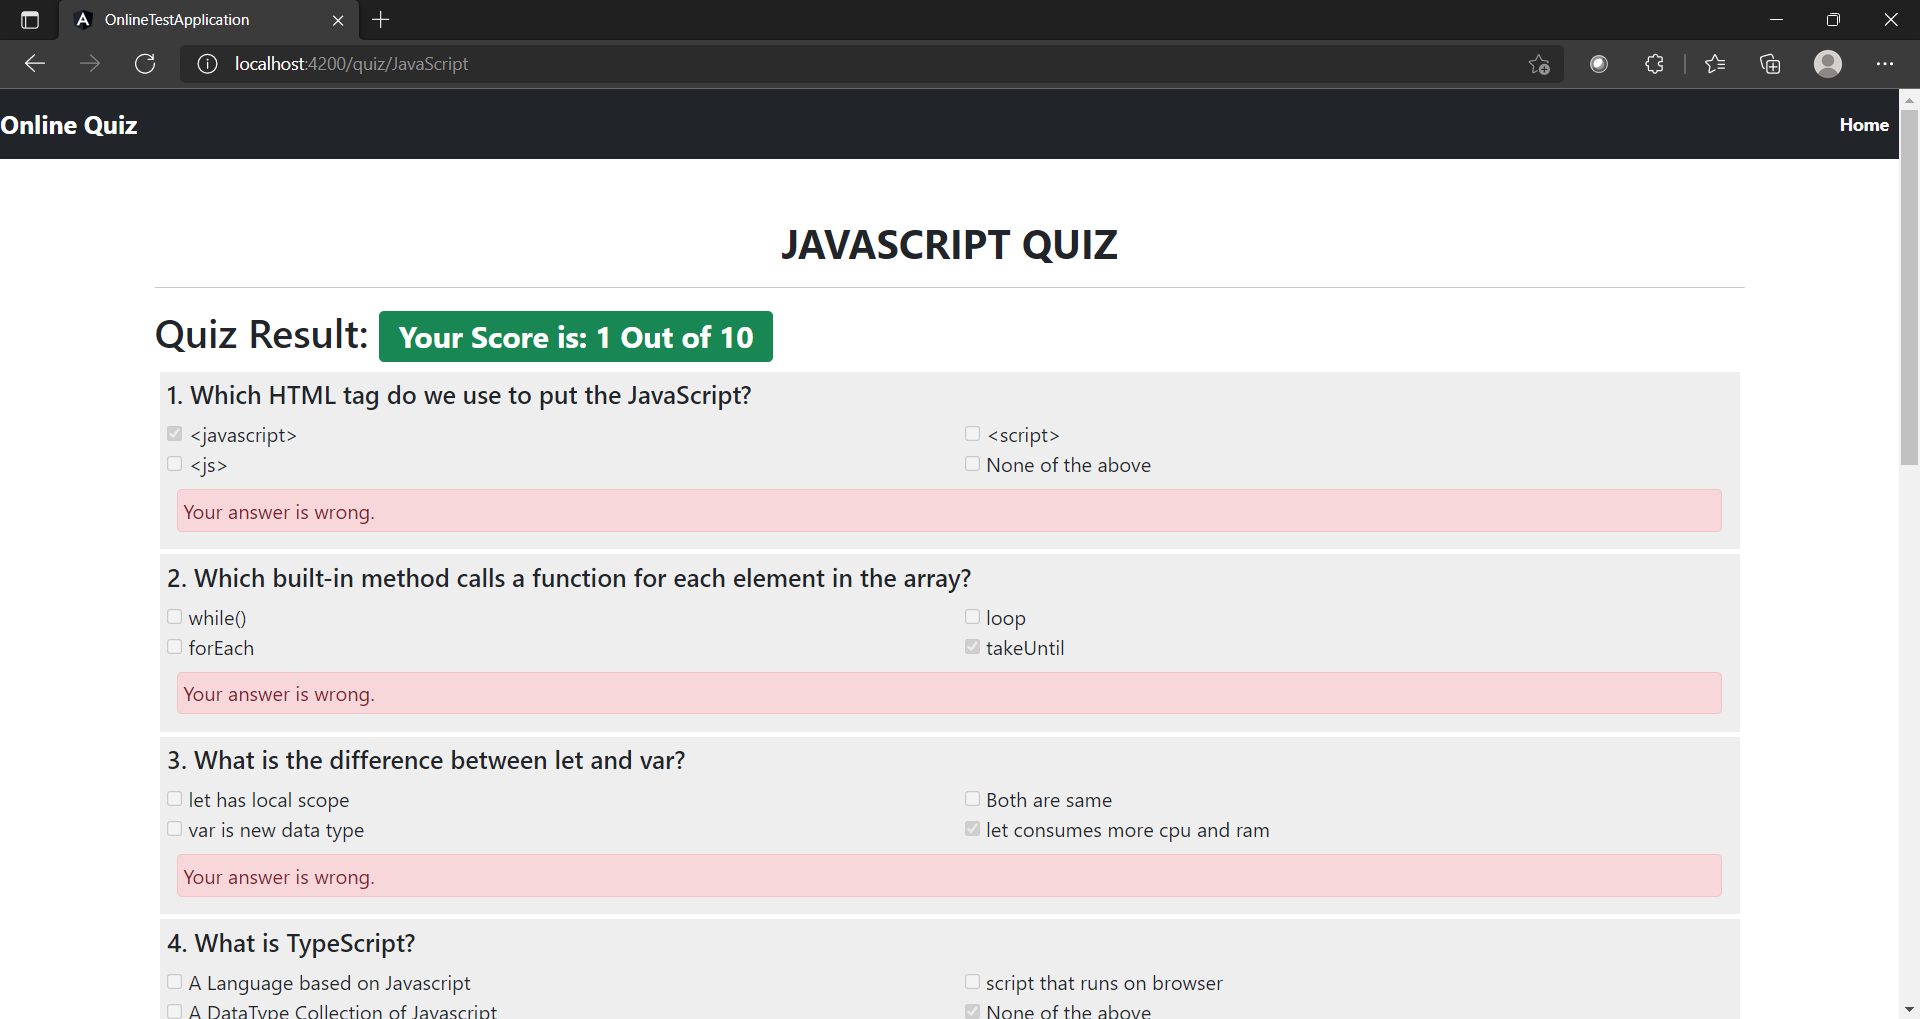 OnlineTestApplication
localhost:4200/quiz/JavaScript
Online Quiz
Home
JAVASCRIPT QUIZ
Quiz Result: Your Score is: 1 Out of 10
1. Which HTML tag do we use to put the JavaScript?
<javascript> <script>
<js> None of the above
Your answer is wrong.
2. Which built-in method calls a function for each element in the array?
while() loop
forEach takeUntil
Your answer is wrong.
3. What is the difference between let and var?
let has local scope Both are same
var is new data type let consumes more cpu and ram
Your answer is wrong.
4. What is TypeScript?
A Language based on Javascript script that runs on browser
A DataType Collection of Javascript None of the above